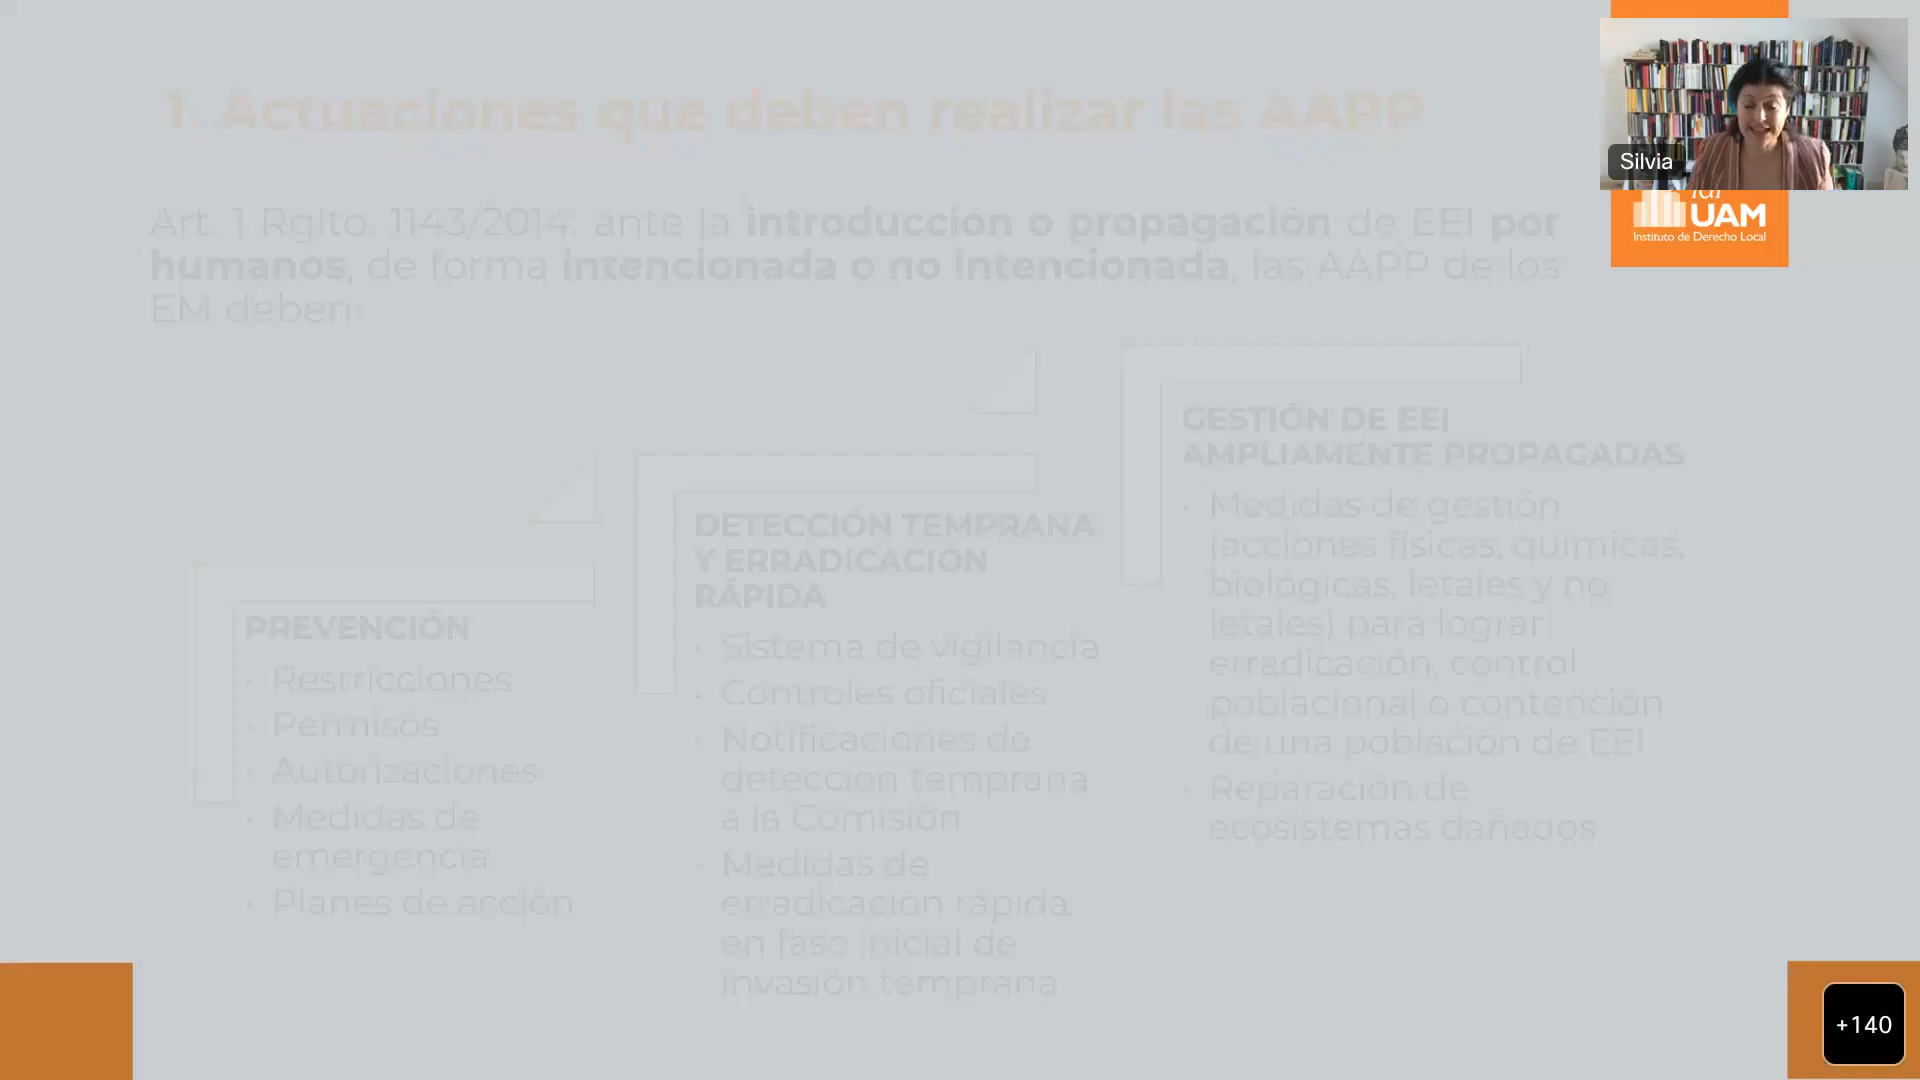 1. Actuaciones que deben realizar las AAPP
Art. 1 Rglto. 1143/2014: ante la introducción o propagación de EEI por
humanos, de forma intencionada o no intencionada, las AAPP de los
EM deben:
PREVENCIÓN
· Restricciones
· Permisos
· Autorizaciones
· Medidas de
emergencia
· Planes de acción
DETECCIÓN TEMPRANA
Y ERRADICACIÓN
RÁPIDA
· Sistema de vigilancia
· Controles oficiales
· Notificaciones de
detección temprana
a la Comisión
· Medidas de
erradicación rápida
en fase inicial de
invasión temprana
GESTIÓN DE EEI
AMPLIAMENTE PROPAGADAS
· Medidas de gestión
(acciones físicas, químicas,
biológicas, letales y no
letales) para lograr
erradicación, control
poblacional o contención
de una población de EEI
· Reparación de
ecosistemas dañados
Silvia
UAM
Instituto de Derecho Local
+140